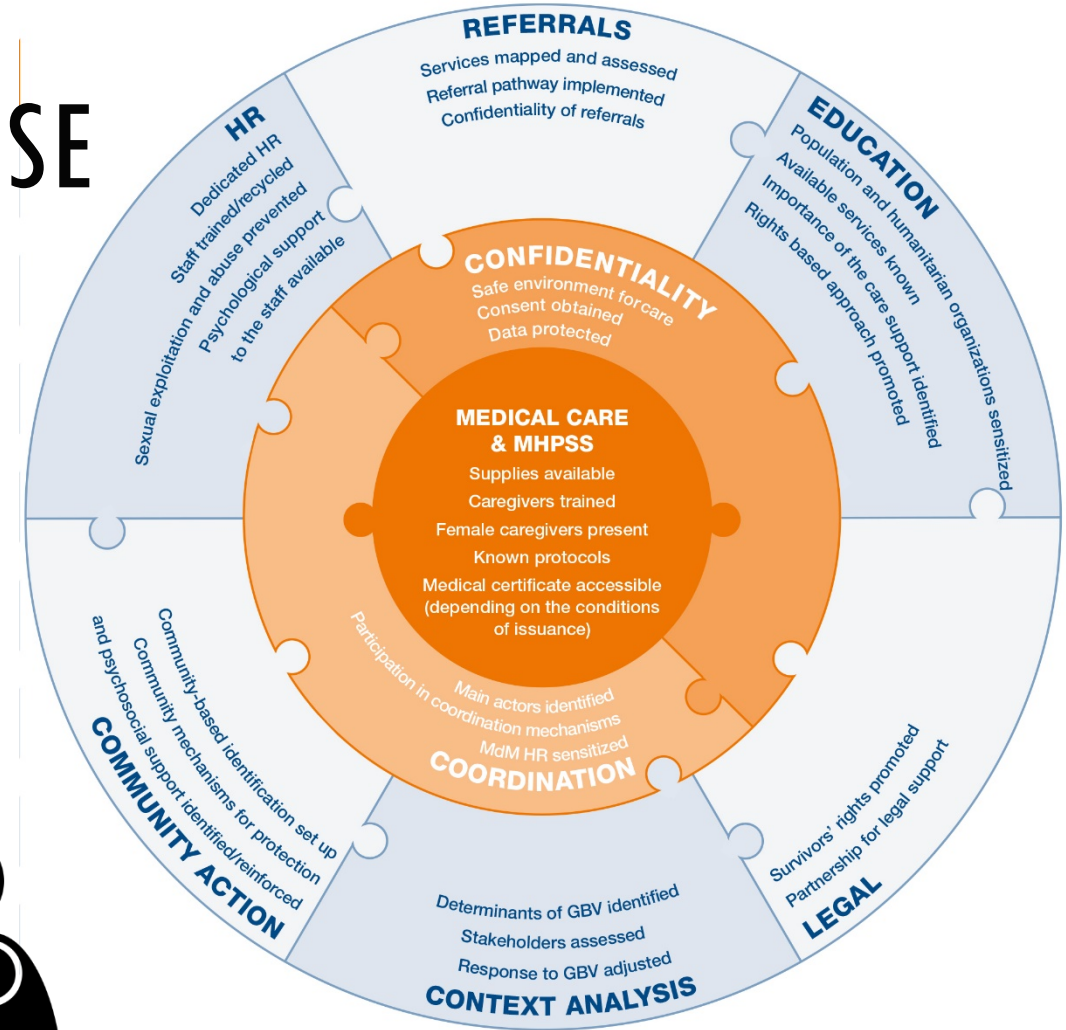 SE
REFERRALS
Services mapped and assessed
Referral pathway implemented
Confidentiality of referrals
HR
Dedicated HR
Staff trained/recycled
Sexual exploitation and abuse prevented
Psychological support
to the staff available
EDUCATION
Population and humanitarian organizations sensitized
Available services known
Importance of the care support identified
Rights based approach promoted
CONFIDENTIALITY
Safe environment for care
Consent obtained
Data protected
MEDICAL CARE
& MHPSS
Supplies available
Caregivers trained
Female caregivers present
Known protocols
Medical certificate accessible
(depending on the conditions
of issuance)
Main actors identified
Participation in coordination mechanisms
MdM HR sensitized
COORDINATION
Community-based identification set up
Community mechanisms for protection
and psychosocial support identified/reinforced
COMMUNITY ACTION
Survivors' rights promoted
Partnership for legal support
LEGAL
Determinants of GBV identified
Stakeholders assessed
Response to GBV adjusted
CONTEXT ANALYSIS